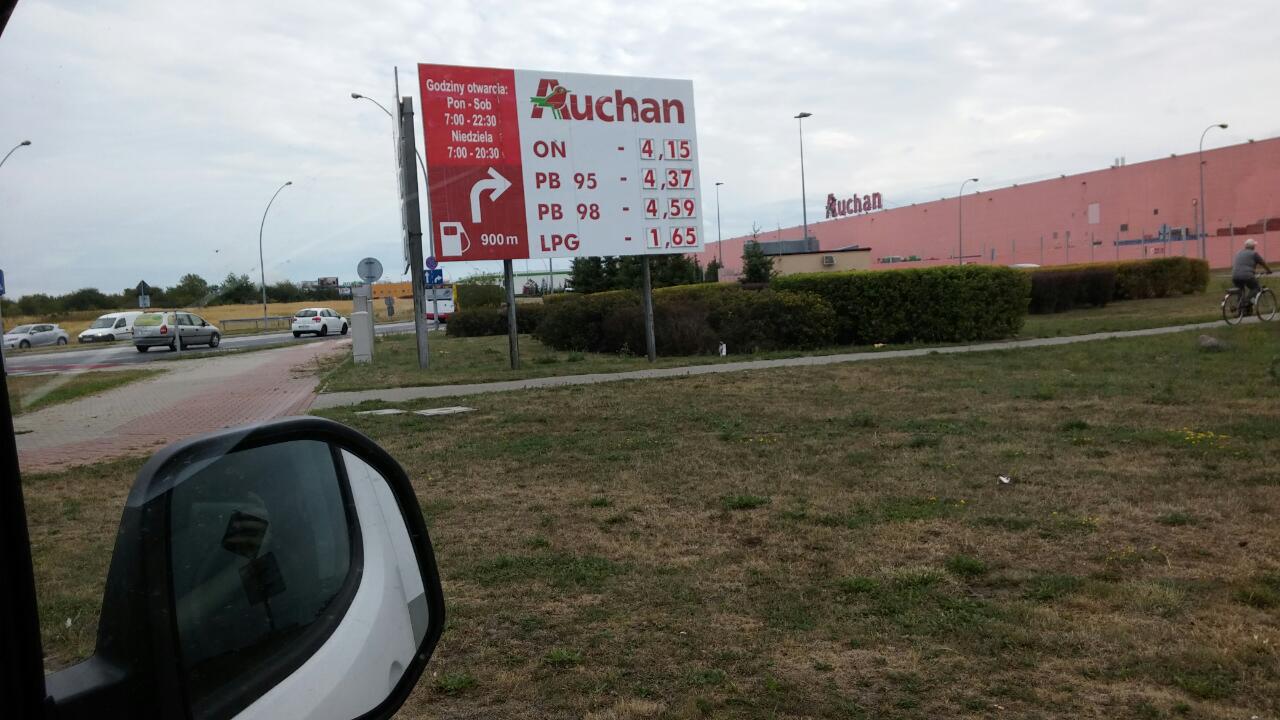 Godziny otwarcia:
Pon - Sob
7:00 - 22:30
Niedziela
7:00 - 20:30
900 m
Auchan
ON - 4,15
PB 95 - 4,37
PB 98 - 4,59
LPG - 1,65
Auchan